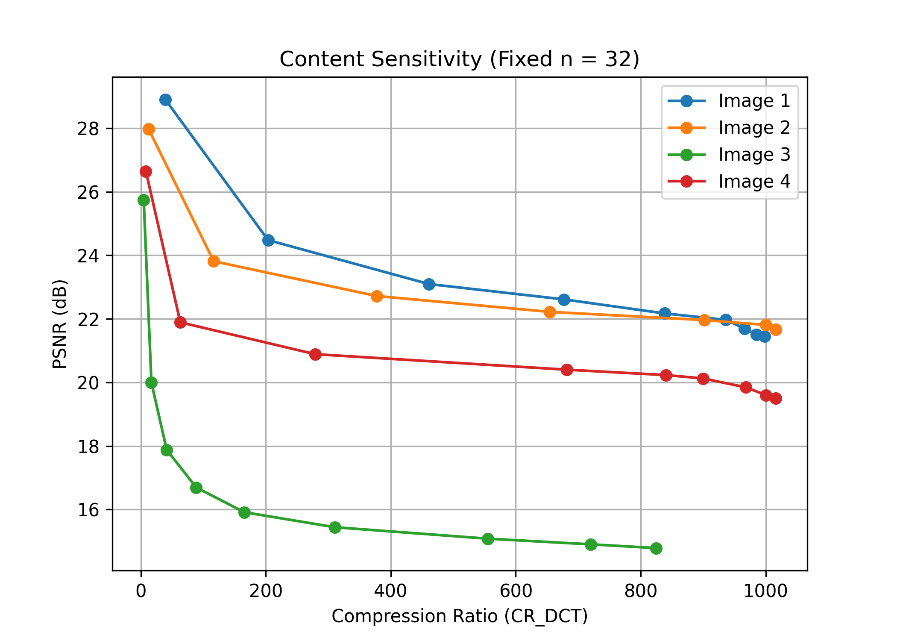 Content Sensitivity (Fixed n = 32)
Image 1
Image 2
Image 3
Image 4
PSNR (dB)
28
26
24
22
20
18
16
0 200 400 600 800 1000
Compression Ratio (CR_DCT)